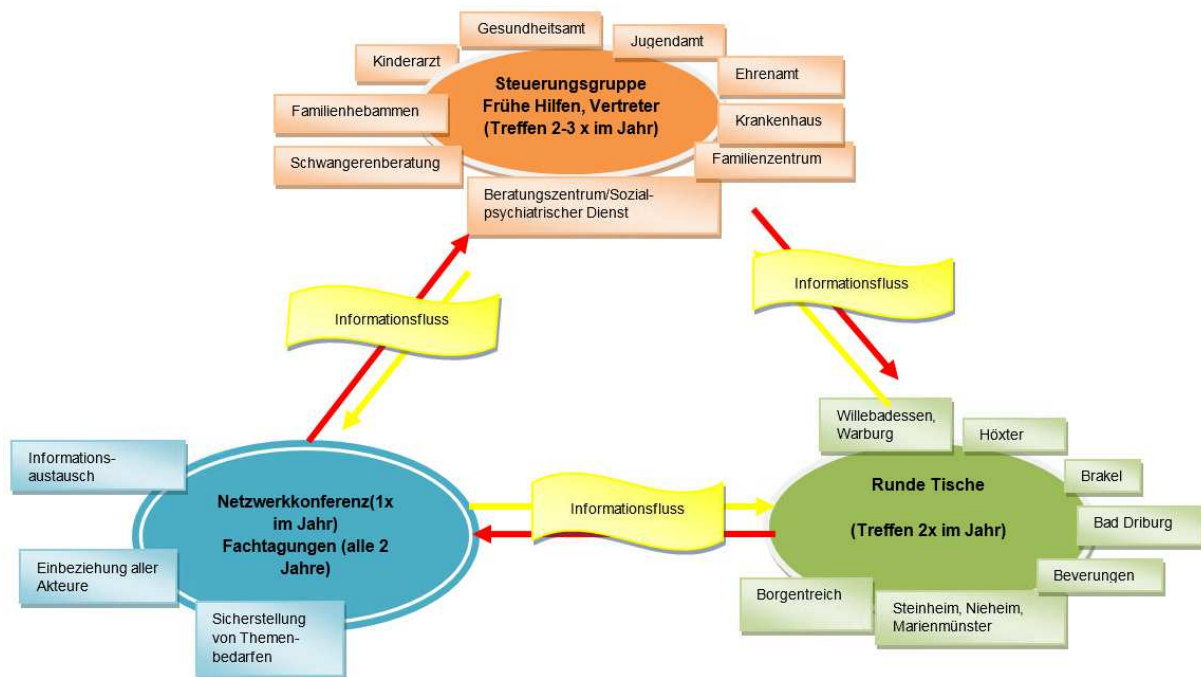 Gesundheitsamt
Jugendamt
Kinderarzt
Ehrenamt
Steuerungsgruppe
Frühe Hilfen, Vertreter
(Treffen 2-3 x im Jahr)
Familienhebammen
Krankenhaus
Schwangerenberatung
Familienzentrum
Beratungszentrum/Sozial-
psychiatrischer Dienst
Informationsfluss
Informationsfluss
Willebadessen,
Warburg
Höxter
Informations-
austausch
Brakel
Netzwerkkonferenz(1x
im Jahr)
Fachtagungen (alle 2
Jahre)
Informationsfluss
Runde Tische
(Treffen 2x im Jahr)
Bad Driburg
Einbeziehung aller
Akteure
Beverungen
Borgentreich
Sicherstellung
von Themen-
bedarfen
Steinheim, Nieheim,
Marienmünster